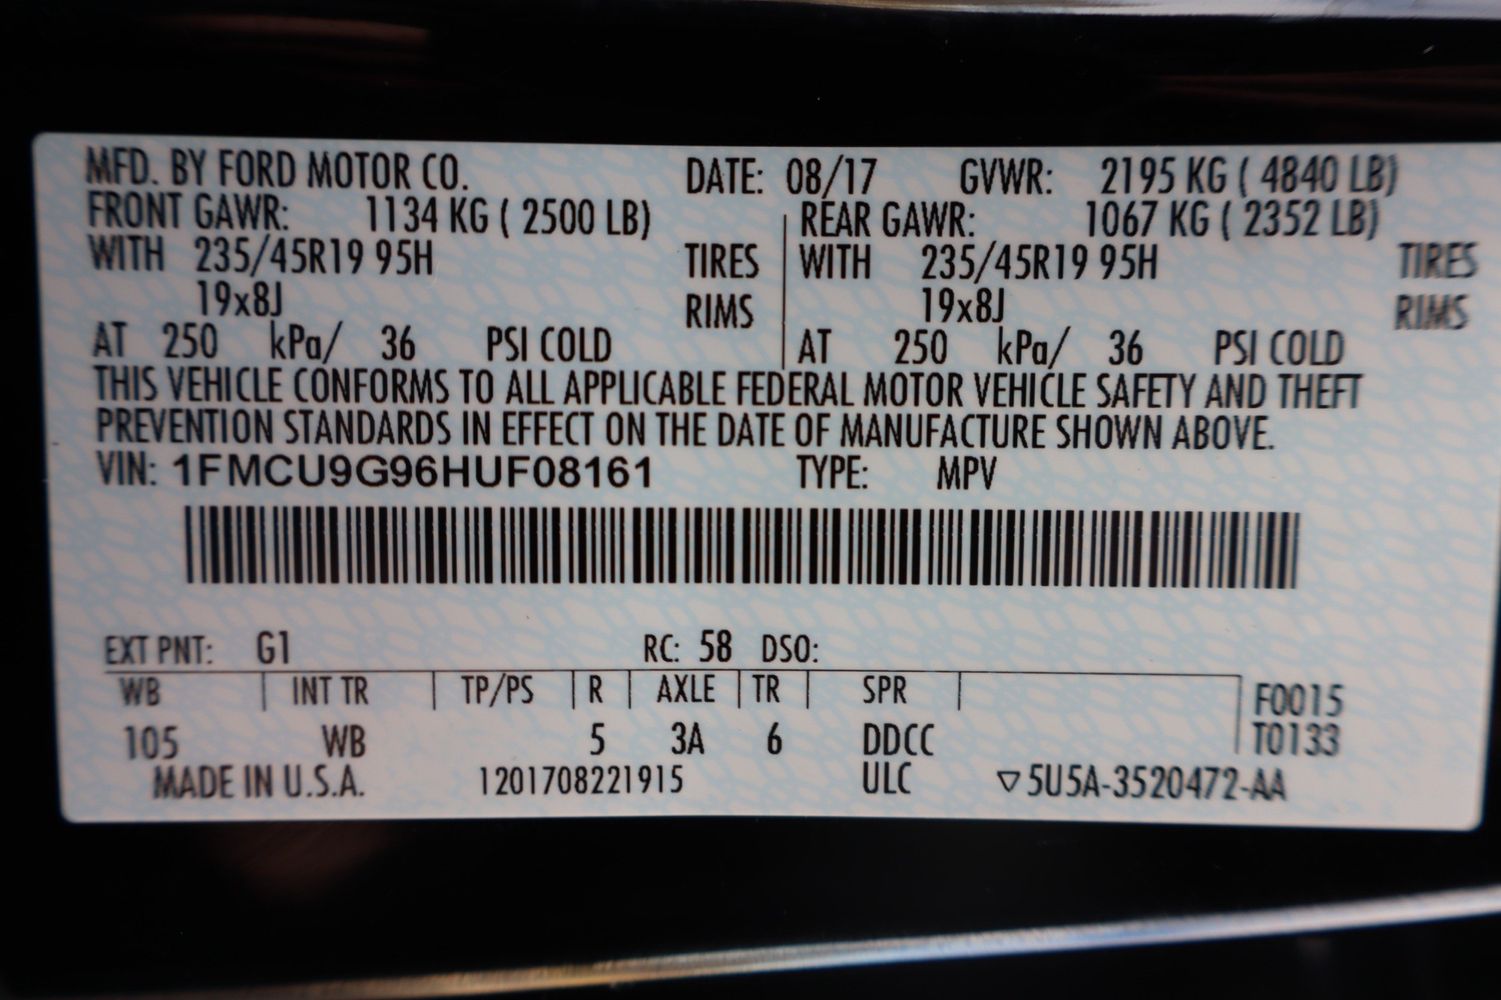 MFD. BY FORD MOTOR CO. DATE: 08/17 GVWR: 2195 KG ( 4840 LB)
FRONT GAWR: 1134 KG ( 2500 LB) REAR GAWR: 1067 KG ( 2352 LB)
WITH 235/45R19 95H TIRES WITH 235/45R19 95H TIRES
19x8J RIMS 19x8J RIMS
AT 250 kPa/ 36 PSI COLD AT 250 kPa/ 36 PSI COLD
THIS VEHICLE CONFORMS TO ALL APPLICABLE FEDERAL MOTOR VEHICLE SAFETY AND THEFT
PREVENTION STANDARDS IN EFFECT ON THE DATE OF MANUFACTURE SHOWN ABOVE.
VIN: 1FMCU9G96HUF08161 TYPE: MPV
EXT PNT: G1 RC: 58 DSO:
WB INT TR TP/PS R AXLE TR SPR F0015
105 WB 5 3A 6 DDCC T0133
MADE IN U.S.A. 1201708221915 ULC ▽5U5A-3520472-AA